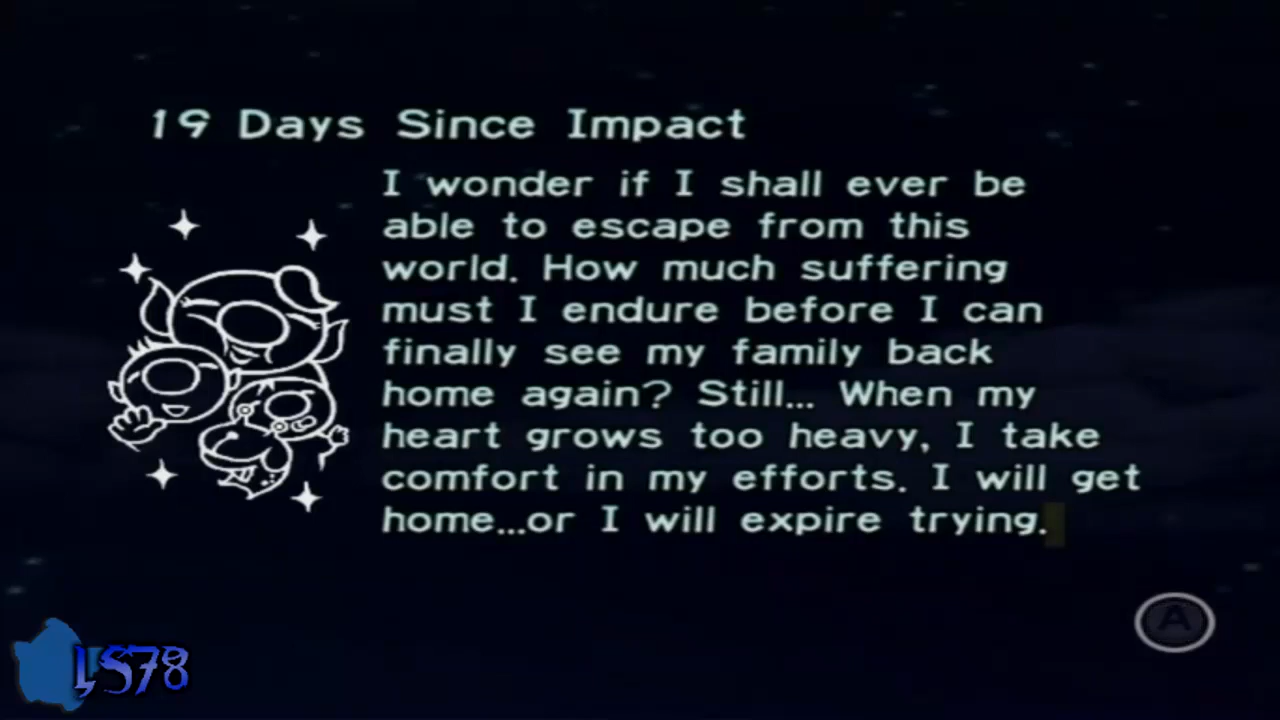 19 Days Since Impact
I wonder if I shall ever be
able to escape from this
world. How much suffering
must I endure before I can
finally see my family back
home again? Still... When my
heart grows too heavy, I take
comfort in my efforts. I will get
home...or I will expire trying.
A
LS78